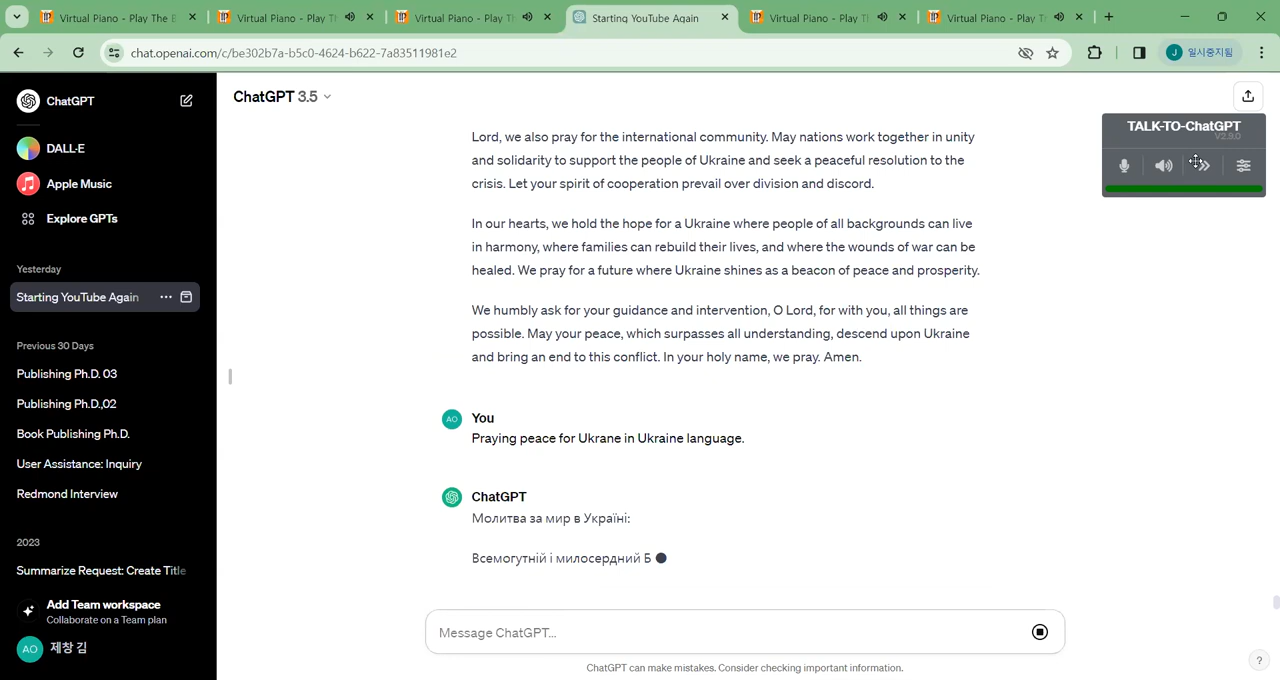 Virtual Piano - Play The B
Virtual Piano - Play Th
Virtual Piano - Play Th
Starting YouTube Again
Virtual Piano - Play Th
Virtual Piano - Play Th
chat.openai.com/c/be302b7a-b5c0-4624-b622-7a83511981e2
J 일시중지됨
ChatGPT
DALL·E
Apple Music
Explore GPTs
Yesterday
Starting YouTube Again
Previous 30 Days
Publishing Ph.D. 03
Publishing Ph.D.,02
Book Publishing Ph.D.
User Assistance: Inquiry
Redmond Interview
2023
Summarize Request: Create Title
Add Team workspace
Collaborate on a Team plan
AO 제창 김
ChatGPT 3.5
TALK-TO-ChatGPT
V2.9.0
Lord, we also pray for the international community. May nations work together in unity
and solidarity to support the people of Ukraine and seek a peaceful resolution to the
crisis. Let your spirit of cooperation prevail over division and discord.
In our hearts, we hold the hope for a Ukraine where people of all backgrounds can live
in harmony, where families can rebuild their lives, and where the wounds of war can be
healed. We pray for a future where Ukraine shines as a beacon of peace and prosperity.
We humbly ask for your guidance and intervention, O Lord, for with you, all things are
possible. May your peace, which surpasses all understanding, descend upon Ukraine
and bring an end to this conflict. In your holy name, we pray. Amen.
AO You
Praying peace for Ukrane in Ukraine language.
ChatGPT
Молитва за мир в Україні:
Всемогутній і милосердний Б
Message ChatGPT...
ChatGPT can make mistakes. Consider checking important information.
?